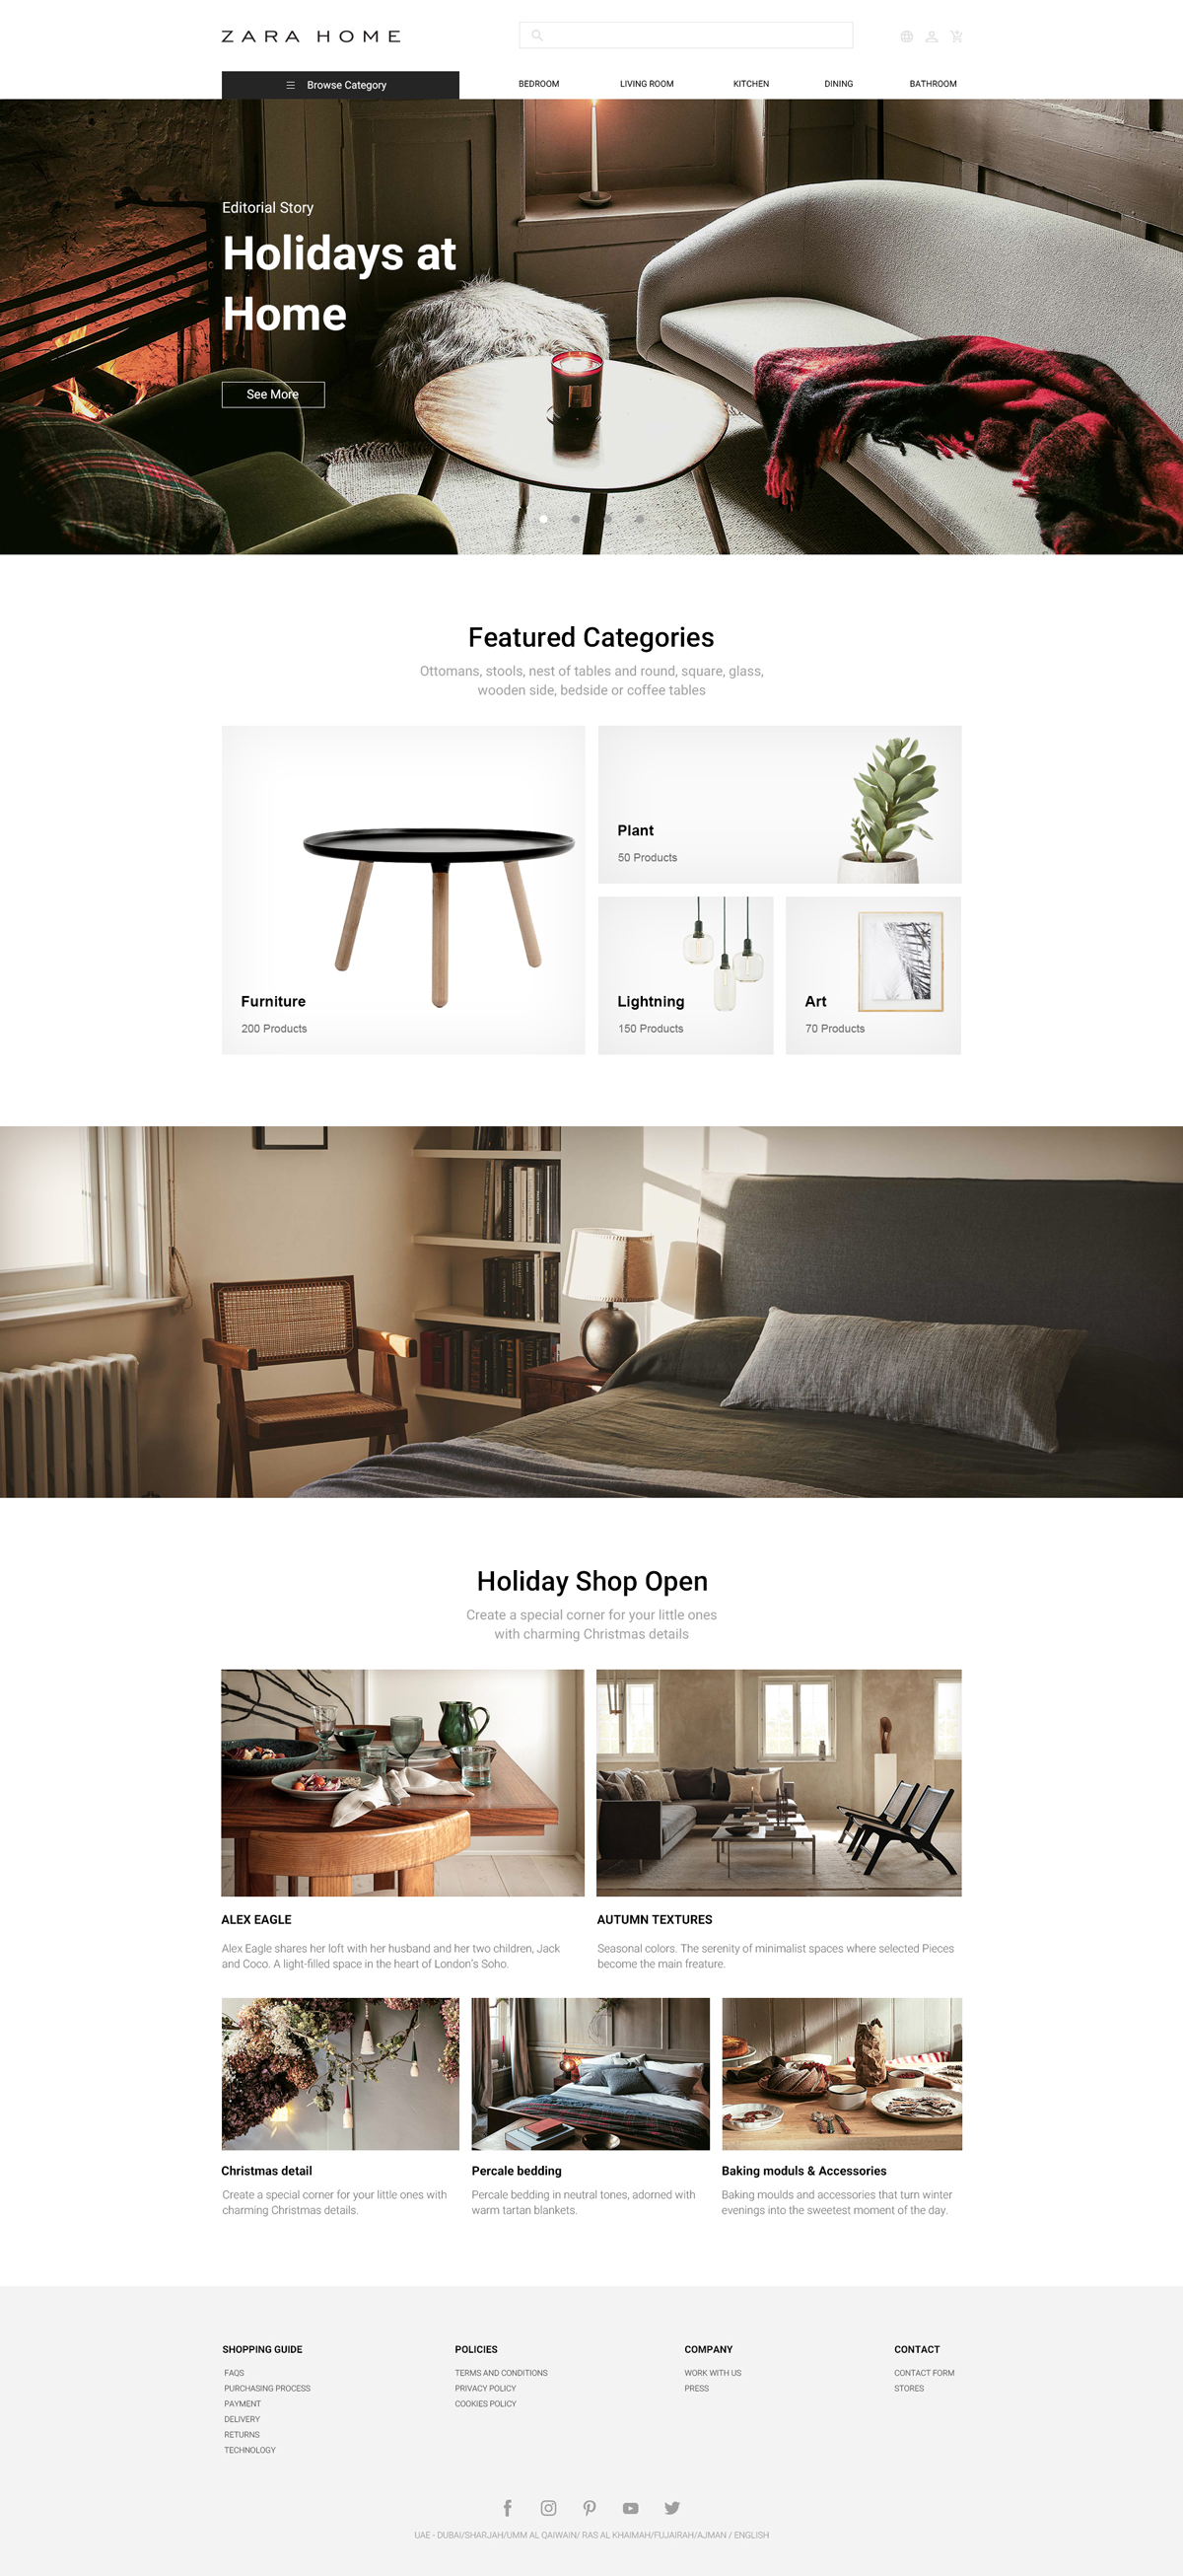 ZARA HOME
Browse Category
BEDROOM
LIVING ROOM
KITCHEN
DINING
BATHROOM
Editorial Story
Holidays at
Home
See More
Featured Categories
Ottomans, stools, nest of tables and round, square, glass,
wooden side, bedside or coffee tables
Furniture
200 Products
Plant
50 Products
Lightning
150 Products
Art
70 Products
Holiday Shop Open
Create a special corner for your little ones
with charming Christmas details
ALEX EAGLE
Alex Eagle shares her loft with her husband and her two children, Jack
and Coco. A light-filled space in the heart of London's Soho.
AUTUMN TEXTURES
Seasonal colors. The serenity of minimalist spaces where selected Pieces
become the main freature.
Christmas detail
Create a special corner for your little ones with
charming Christmas details.
Percale bedding
Percale bedding in neutral tones, adorned with
warm tartan blankets.
Baking moduls & Accessories
Baking moulds and accessories that turn winter
evenings into the sweetest moment of the day.
SHOPPING GUIDE
FAQS
PURCHASING PROCESS
PAYMENT
DELIVERY
RETURNS
TECHNOLOGY
POLICIES
TERMS AND CONDITIONS
PRIVACY POLICY
COOKIES POLICY
COMPANY
WORK WITH US
PRESS
CONTACT
CONTACT FORM
STORES
UAE - DUBAI/SHARJAH/UMM AL QAIWAIN/ RAS AL KHAIMAH/FUJAIRAH/AJMAN / ENGLISH